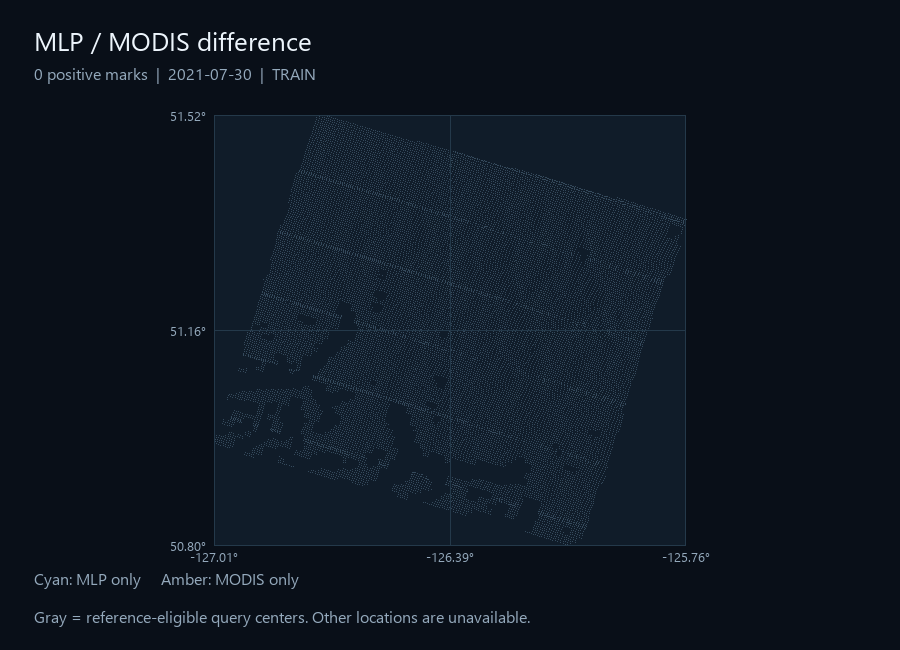 MLP / MODIS difference
0 positive marks | 2021-07-30 | TRAIN
51.52°
51.16°
50.80°
-127.01° -126.39° -125.76°
Cyan: MLP only Amber: MODIS only
Gray = reference-eligible query centers. Other locations are unavailable.